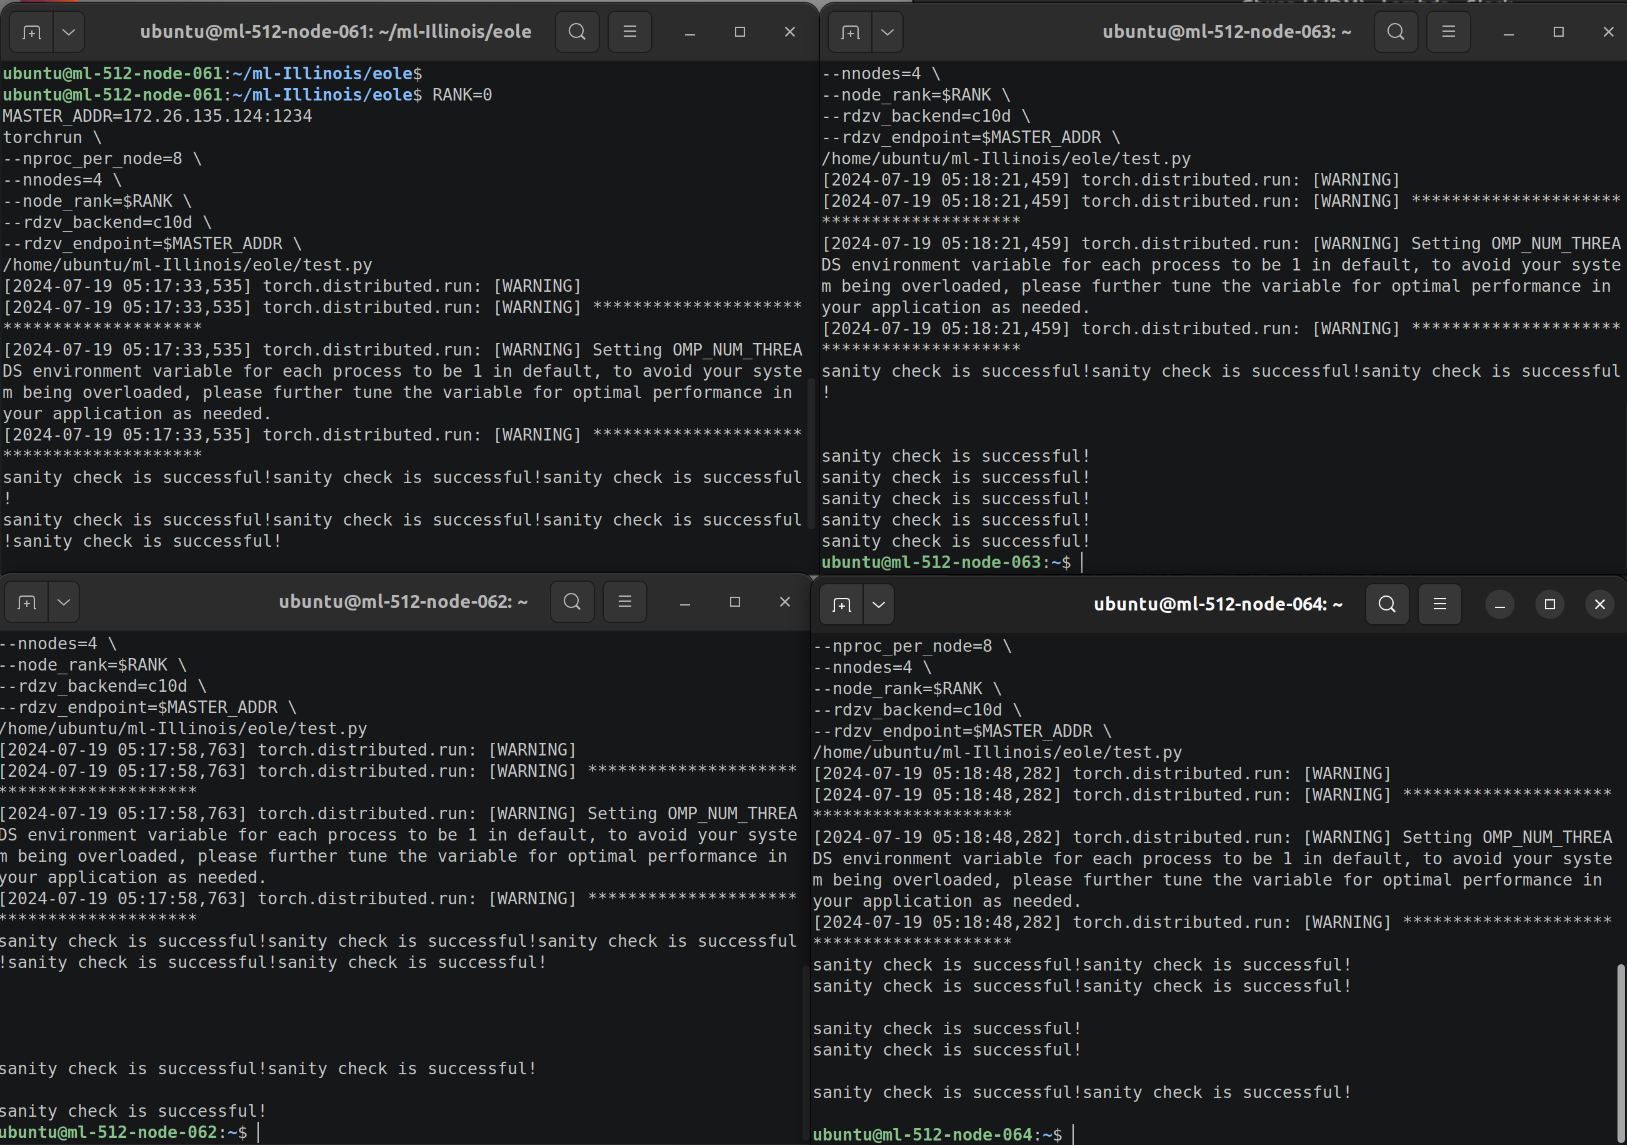 ubuntu@ml-512-node-061: ~/ml-Illinois/eole
ubuntu@ml-512-node-061:~/ml-Illinois/eole$
ubuntu@ml-512-node-061:~/ml-Illinois/eole$ RANK=0
MASTER_ADDR=172.26.135.124:1234
torchrun \
--nproc_per_node=8 \
--nnodes=4 \
--node_rank=$RANK \
--rdzv_backend=c10d \
--rdzv_endpoint=$MASTER_ADDR \
/home/ubuntu/ml-Illinois/eole/test.py
[2024-07-19 05:17:33,535] torch.distributed.run: [WARNING]
[2024-07-19 05:17:33,535] torch.distributed.run: [WARNING] *********************
********************
[2024-07-19 05:17:33,535] torch.distributed.run: [WARNING] Setting OMP_NUM_THREA
DS environment variable for each process to be 1 in default, to avoid your syste
m being overloaded, please further tune the variable for optimal performance in
your application as needed.
[2024-07-19 05:17:33,535] torch.distributed.run: [WARNING] *********************
********************
sanity check is successful!sanity check is successful!sanity check is successful
!
sanity check is successful!sanity check is successful!sanity check is successful
!sanity check is successful!
ubuntu@ml-512-node-063: ~
--nnodes=4 \
--node_rank=$RANK \
--rdzv_backend=c10d \
--rdzv_endpoint=$MASTER_ADDR \
/home/ubuntu/ml-Illinois/eole/test.py
[2024-07-19 05:18:21,459] torch.distributed.run: [WARNING]
[2024-07-19 05:18:21,459] torch.distributed.run: [WARNING] *********************
********************
[2024-07-19 05:18:21,459] torch.distributed.run: [WARNING] Setting OMP_NUM_THREA
DS environment variable for each process to be 1 in default, to avoid your syste
m being overloaded, please further tune the variable for optimal performance in
your application as needed.
[2024-07-19 05:18:21,459] torch.distributed.run: [WARNING] *********************
********************
sanity check is successful!sanity check is successful!sanity check is successful
!
sanity check is successful!
sanity check is successful!
sanity check is successful!
sanity check is successful!
sanity check is successful!
ubuntu@ml-512-node-063:~$
ubuntu@ml-512-node-062: ~
--nnodes=4 \
--node_rank=$RANK \
--rdzv_backend=c10d \
--rdzv_endpoint=$MASTER_ADDR \
/home/ubuntu/ml-Illinois/eole/test.py
[2024-07-19 05:17:58,763] torch.distributed.run: [WARNING]
[2024-07-19 05:17:58,763] torch.distributed.run: [WARNING] *********************
********************
[2024-07-19 05:17:58,763] torch.distributed.run: [WARNING] Setting OMP_NUM_THREA
DS environment variable for each process to be 1 in default, to avoid your syste
m being overloaded, please further tune the variable for optimal performance in
your application as needed.
[2024-07-19 05:17:58,763] torch.distributed.run: [WARNING] *********************
********************
sanity check is successful!sanity check is successful!sanity check is successful
!sanity check is successful!sanity check is successful!
sanity check is successful!sanity check is successful!
sanity check is successful!
ubuntu@ml-512-node-062:~$
ubuntu@ml-512-node-064: ~
--nproc_per_node=8 \
--nnodes=4 \
--node_rank=$RANK \
--rdzv_backend=c10d \
--rdzv_endpoint=$MASTER_ADDR \
/home/ubuntu/ml-Illinois/eole/test.py
[2024-07-19 05:18:48,282] torch.distributed.run: [WARNING]
[2024-07-19 05:18:48,282] torch.distributed.run: [WARNING] *********************
********************
[2024-07-19 05:18:48,282] torch.distributed.run: [WARNING] Setting OMP_NUM_THREA
DS environment variable for each process to be 1 in default, to avoid your syste
m being overloaded, please further tune the variable for optimal performance in
your application as needed.
[2024-07-19 05:18:48,282] torch.distributed.run: [WARNING] *********************
********************
sanity check is successful!sanity check is successful!
sanity check is successful!sanity check is successful!
sanity check is successful!
sanity check is successful!
sanity check is successful!sanity check is successful!
ubuntu@ml-512-node-064:~$